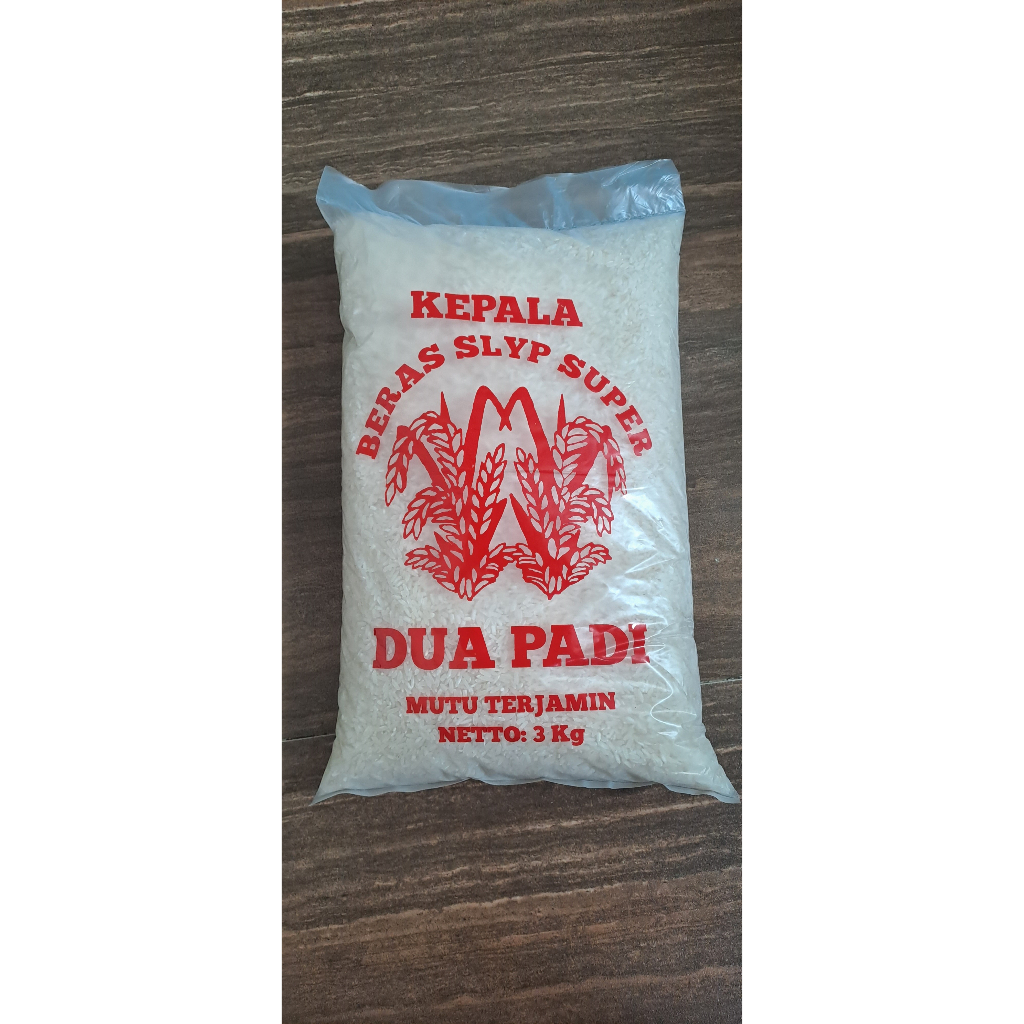 KEPALA
BERAS SLYP SUPER
DUA PADI
MUTU TERJAMIN
NETTO: 3 Kg